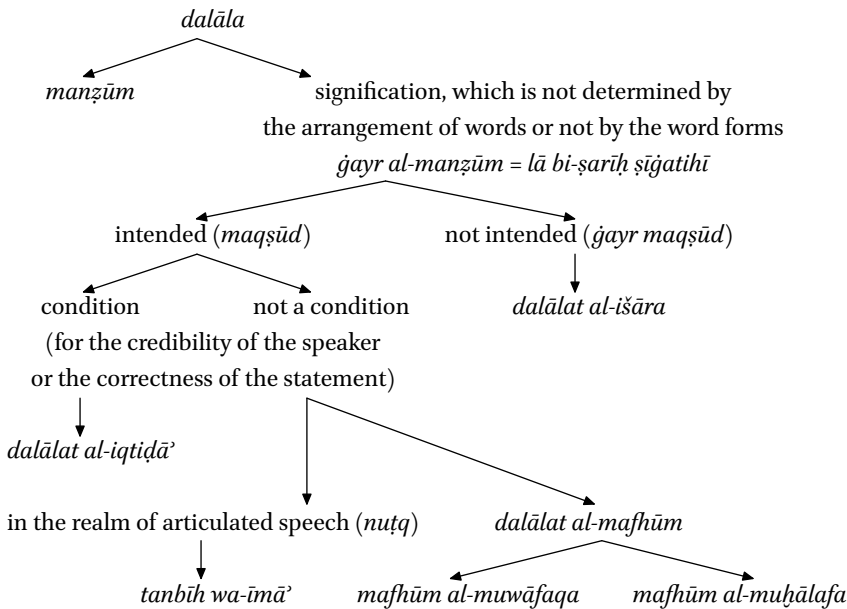 dalāla
manẓūm
signification, which is not determined by
the arrangement of words or not by the word forms
ġayr al-manẓūm = lā bi-ṣarīḥ ṣīġatihī
intended (maqṣūd)
not intended (ġayr maqṣūd)
condition
not a condition
dalālat al-išāra
(for the credibility of the speaker
or the correctness of the statement)
dalālat al-iqtiḍāʾ
in the realm of articulated speech (nuṭq)
dalālat al-mafhūm
tanbīh wa-īmāʾ
mafhūm al-muwāfaqa
mafhūm al-muḫālafa